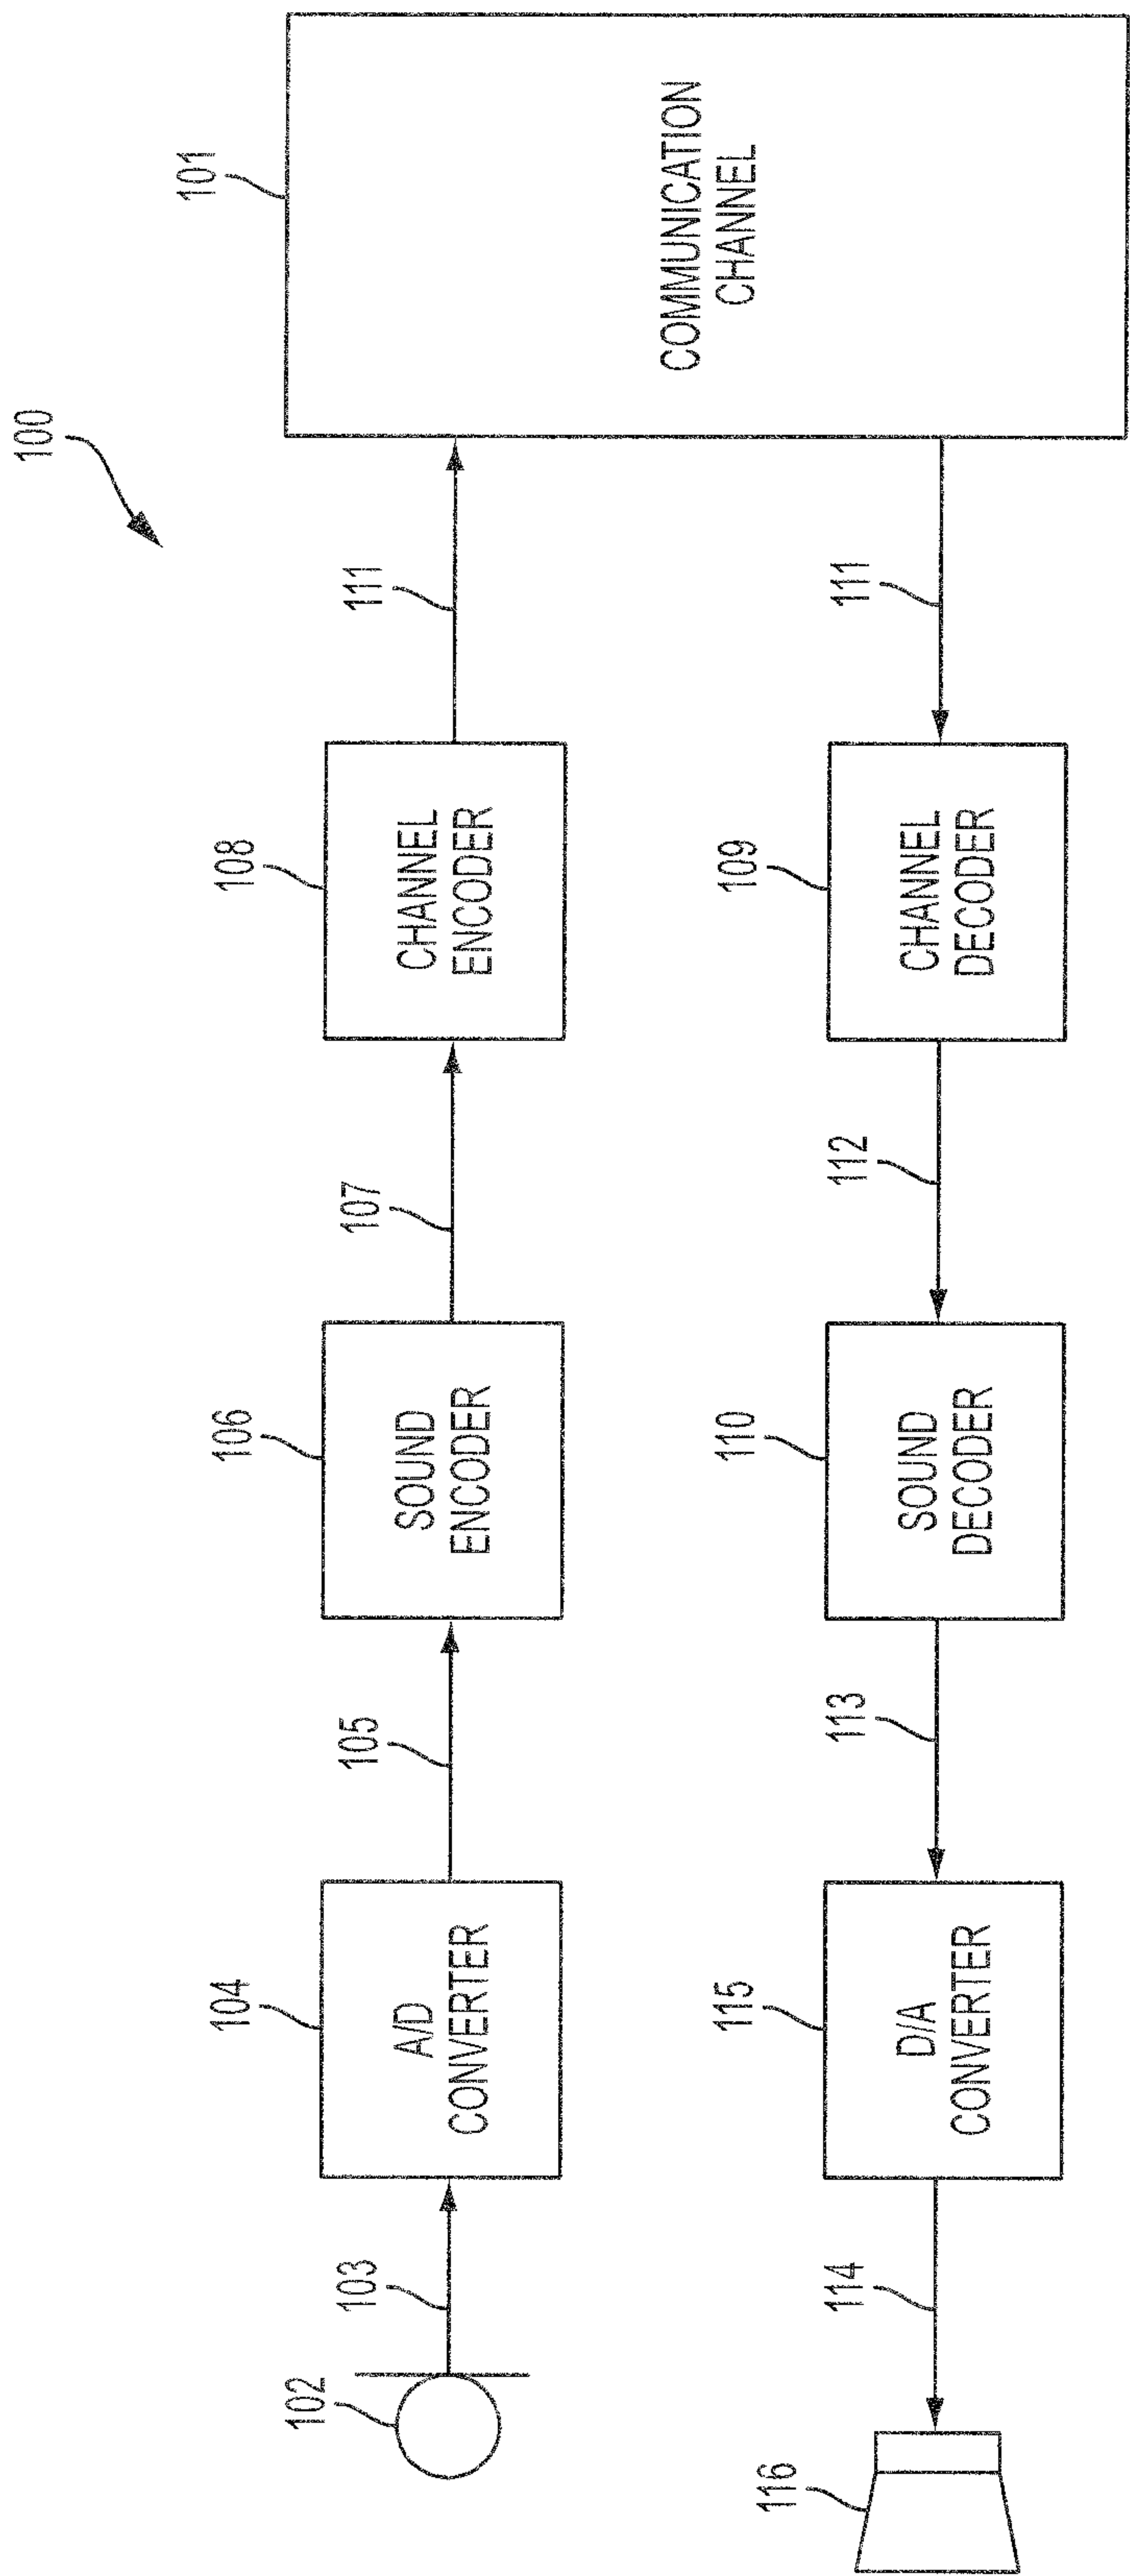 100
101
COMMUNICATION
CHANNEL
102
103
104
A/D
CONVERTER
105
106
SOUND
ENCODER
107
108
CHANNEL
ENCODER
111
111
109
CHANNEL
DECODER
112
110
SOUND
DECODER
113
115
D/A
CONVERTER
114
116